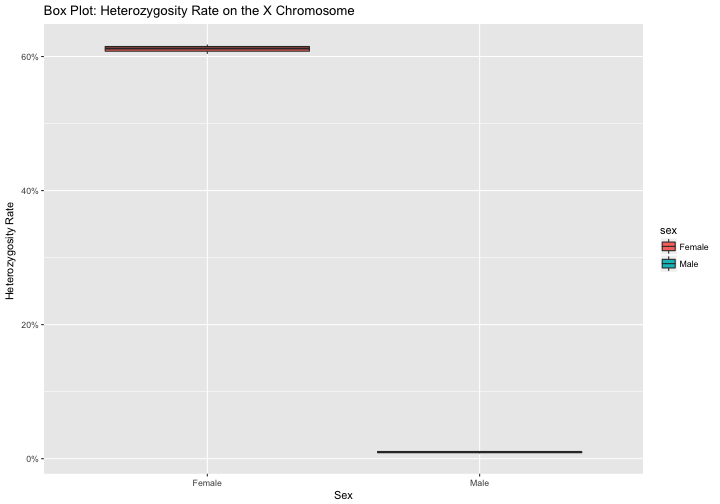 Box Plot: Heterozygosity Rate on the X Chromosome
60%
40%
20%
0%
Heterozygosity Rate
Female
Male
Sex
sex
Female
Male